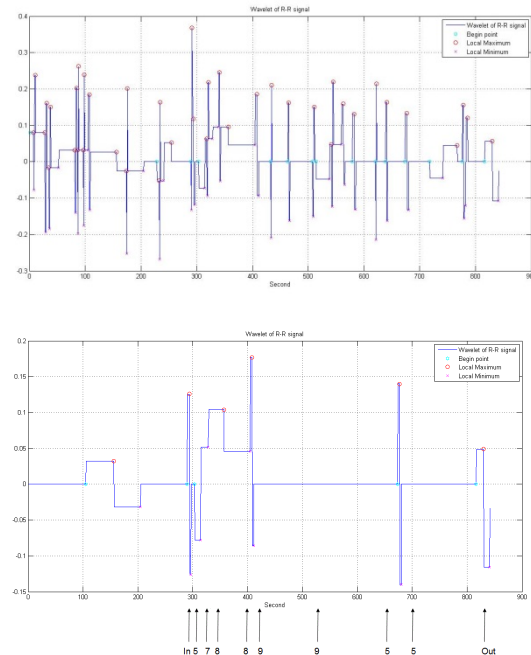 Wavelet of R-R signal
Wavelet of R-R signal
Begin point
Local Maximum
Local Minimum
0.4
0.3
0.2
0.1
0
-0.1
-0.2
-0.3
0 100 200 300 400 500 600 700 800 900
Second
Wavelet of R-R signal
Wavelet of R-R signal
Begin point
Local Maximum
Local Minimum
0.2
0.15
0.1
0.05
0
-0.05
-0.1
-0.15
0 100 200 300 400 500 600 700 800 900
Second
In 5 7 8 8 9 9 5 5 Out